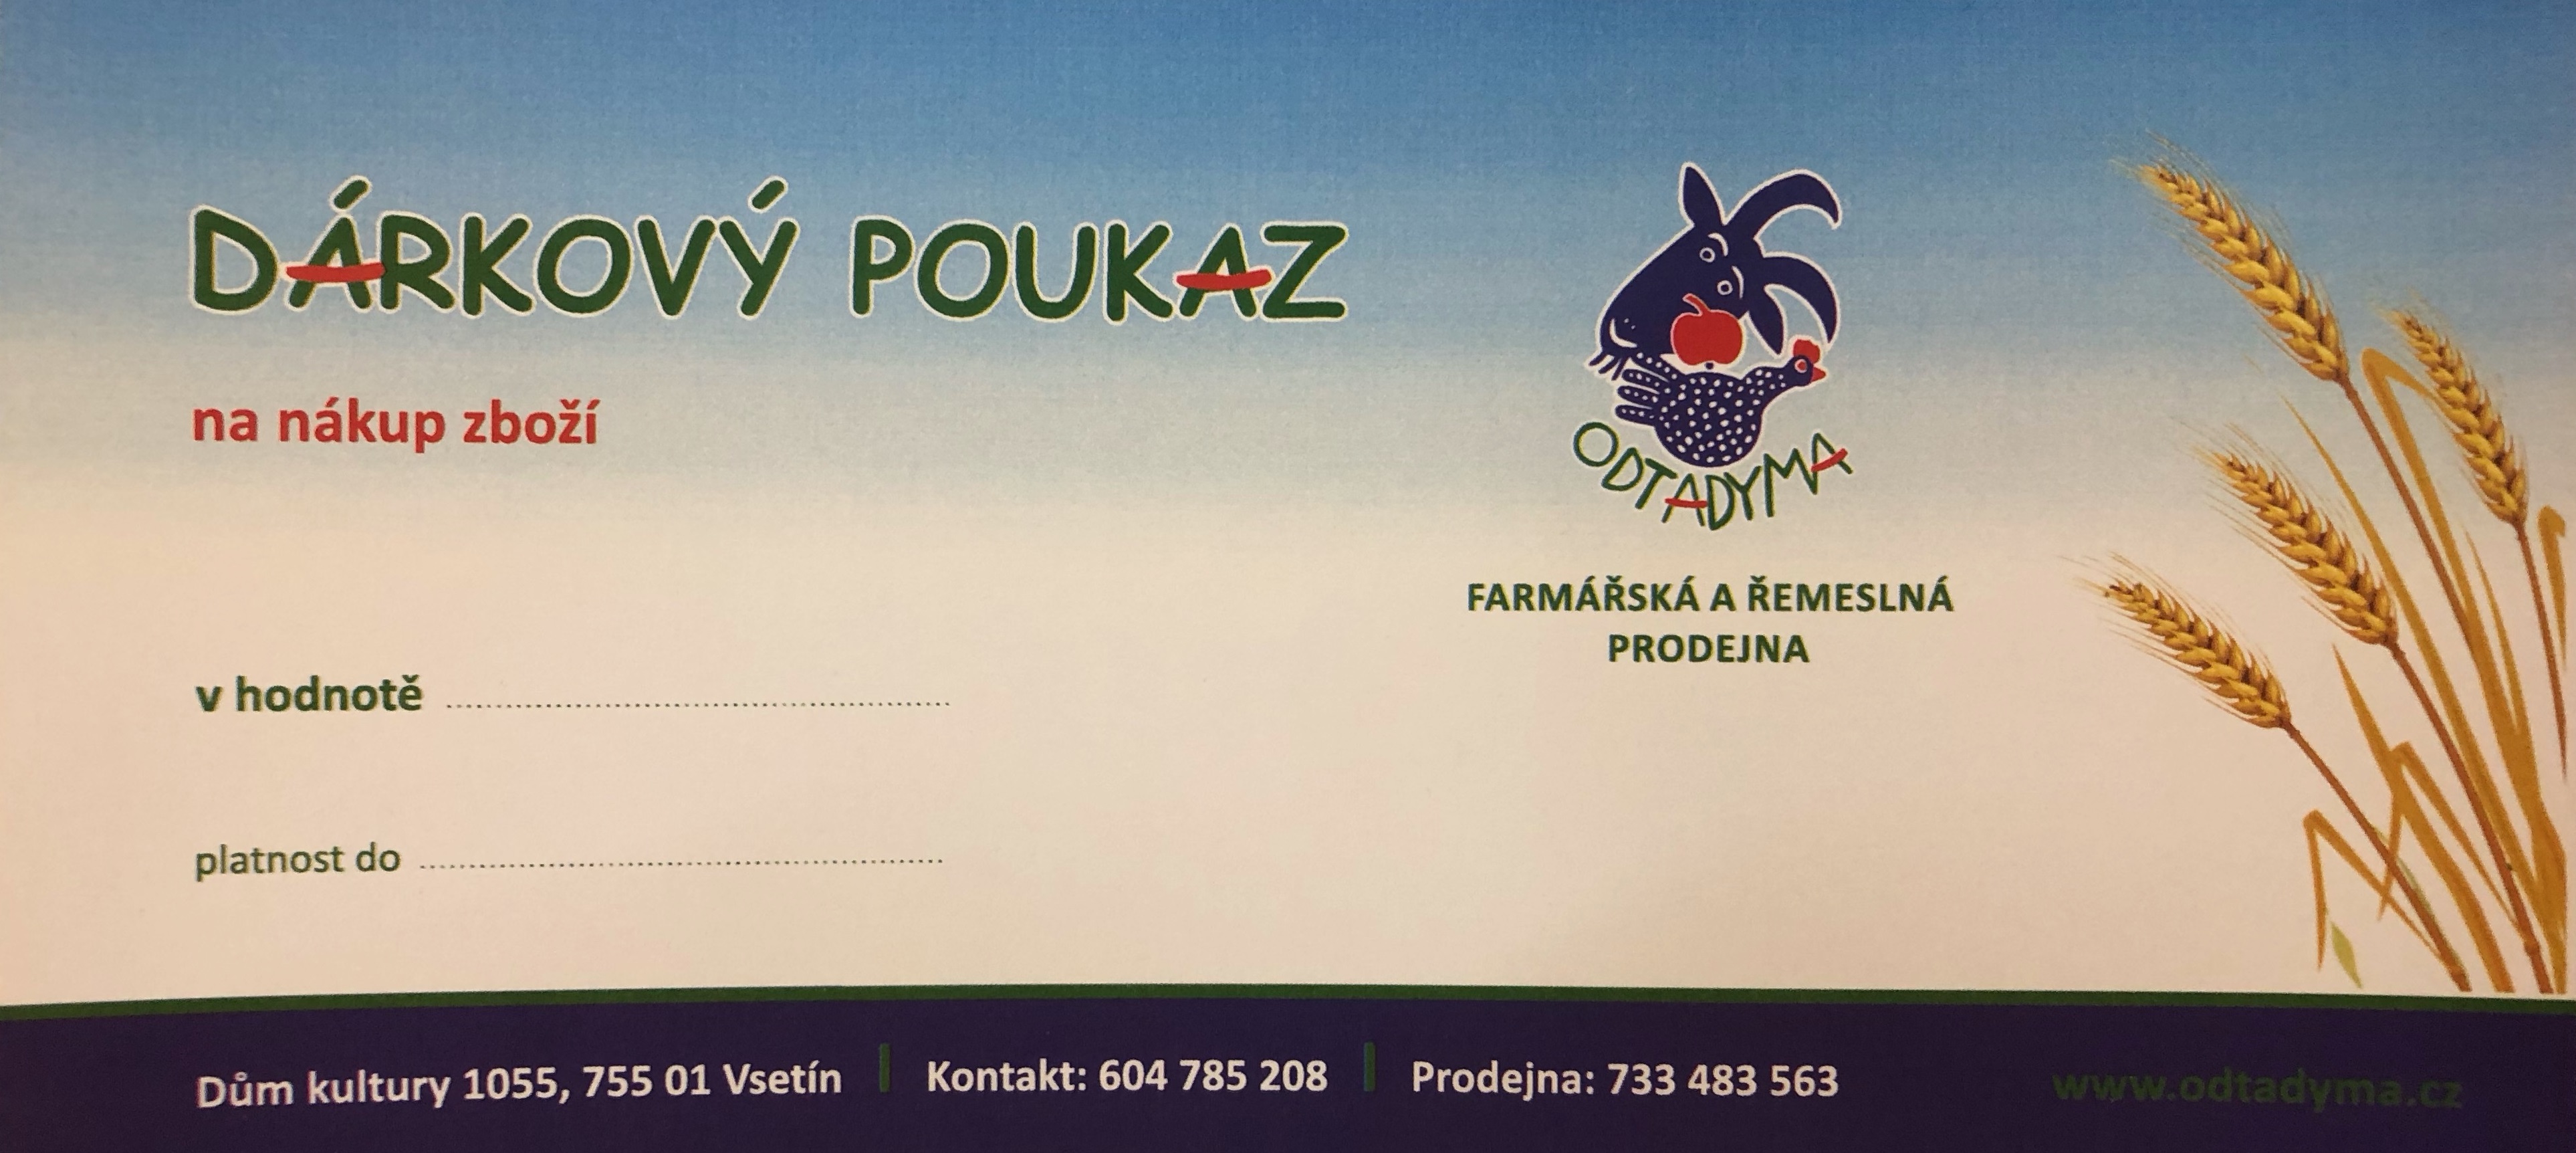 DÁRKOVÝ POUKAZ
na nákup zboží
v hodnotě ........................................
platnost do ........................................
ODTADYMA
FARMÁŘSKÁ A ŘEMESLNÁ
PRODEJNA
Dům kultury 1055, 755 01 Vsetín | Kontakt: 604 785 208 | Prodejna: 733 483 563
www.odtadyma.cz